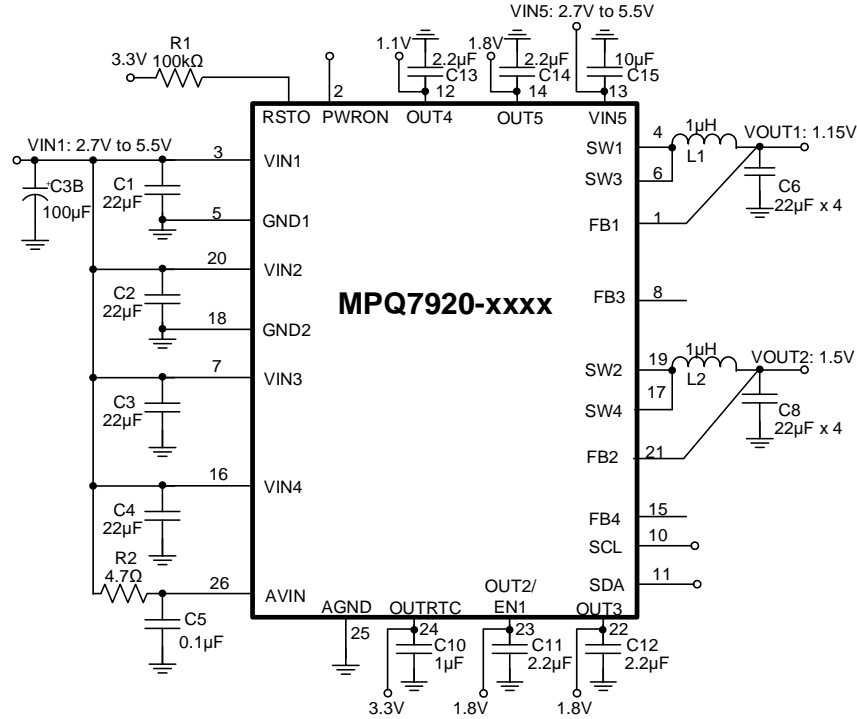 VIN5: 2.7V to 5.5V
R1
100kΩ
3.3V
2
1.1V
2.2µF
C13
12
1.8V
2.2µF
C14
14
10µF
C15
13
RSTO
PWRON
OUT4
OUT5
VIN5
VIN1: 2.7V to 5.5V
3
VIN1
C3B
100µF
C1
22µF
5
GND1
20
VIN2
C2
22µF
18
GND2
7
VIN3
C3
22µF
16
VIN4
C4
22µF
R2
4.7Ω
26
AVIN
C5
0.1µF
MPQ7920-xxxx
SW1
4
1µH
L1
VOUT1: 1.15V
SW3
6
C6
22µF x 4
FB1
1
FB3
8
SW2
19
1µH
L2
VOUT2: 1.5V
SW4
17
C8
22µF x 4
FB2
21
FB4
15
SCL
10
SDA
11
AGND
25
OUTRTC
24
C10
1µF
3.3V
OUT2/
EN1
23
C11
2.2µF
1.8V
OUT3
22
C12
2.2µF
1.8V